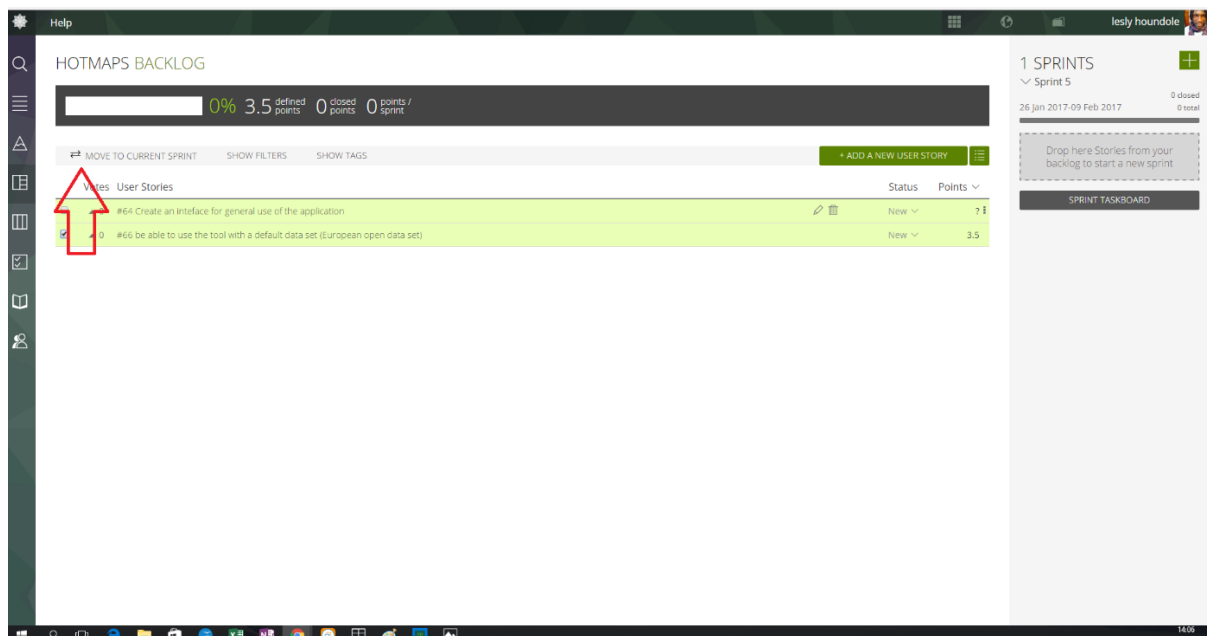 Help
lesly houndole
HOTMAPS BACKLOG
0% 3.5 defined points 0 closed points 0 points / sprint
MOVE TO CURRENT SPRINT SHOW FILTERS SHOW TAGS + ADD A NEW USER STORY
Votes User Stories Status Points
#64 Create an inteface for general use of the application New ?
0 #66 be able to use the tool with a default data set (European open data set) New 3.5
1 SPRINTS
Sprint 5
0 closed
26 Jan 2017-09 Feb 2017 0 total
Drop here Stories from your
backlog to start a new sprint
SPRINT TASKBOARD
14:06